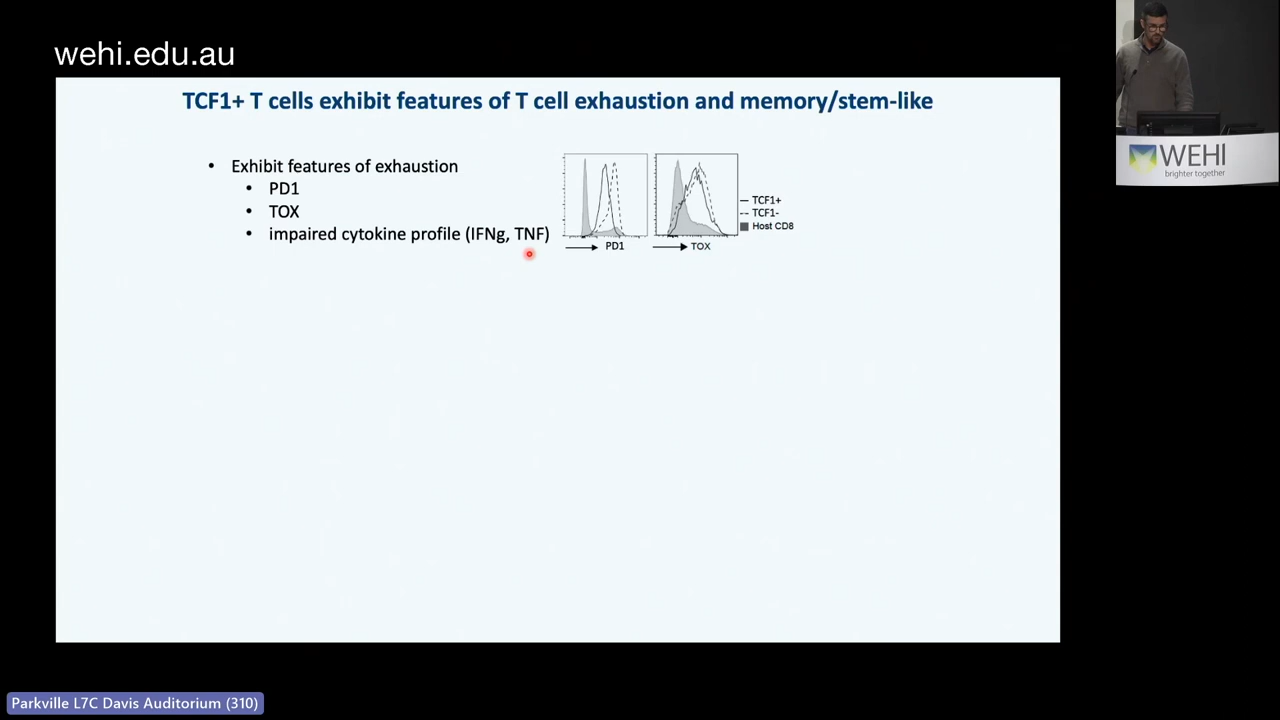 wehi.edu.au
TCF1+ T cells exhibit features of T cell exhaustion and memory/stem-like
• Exhibit features of exhaustion
• PD1
• TOX
• impaired cytokine profile (IFNg, TNF)
TCF1+
TCF1-
Host CD8
PD1
TOX
WEHI
brighter together
Parkville L7C Davis Auditorium (310)